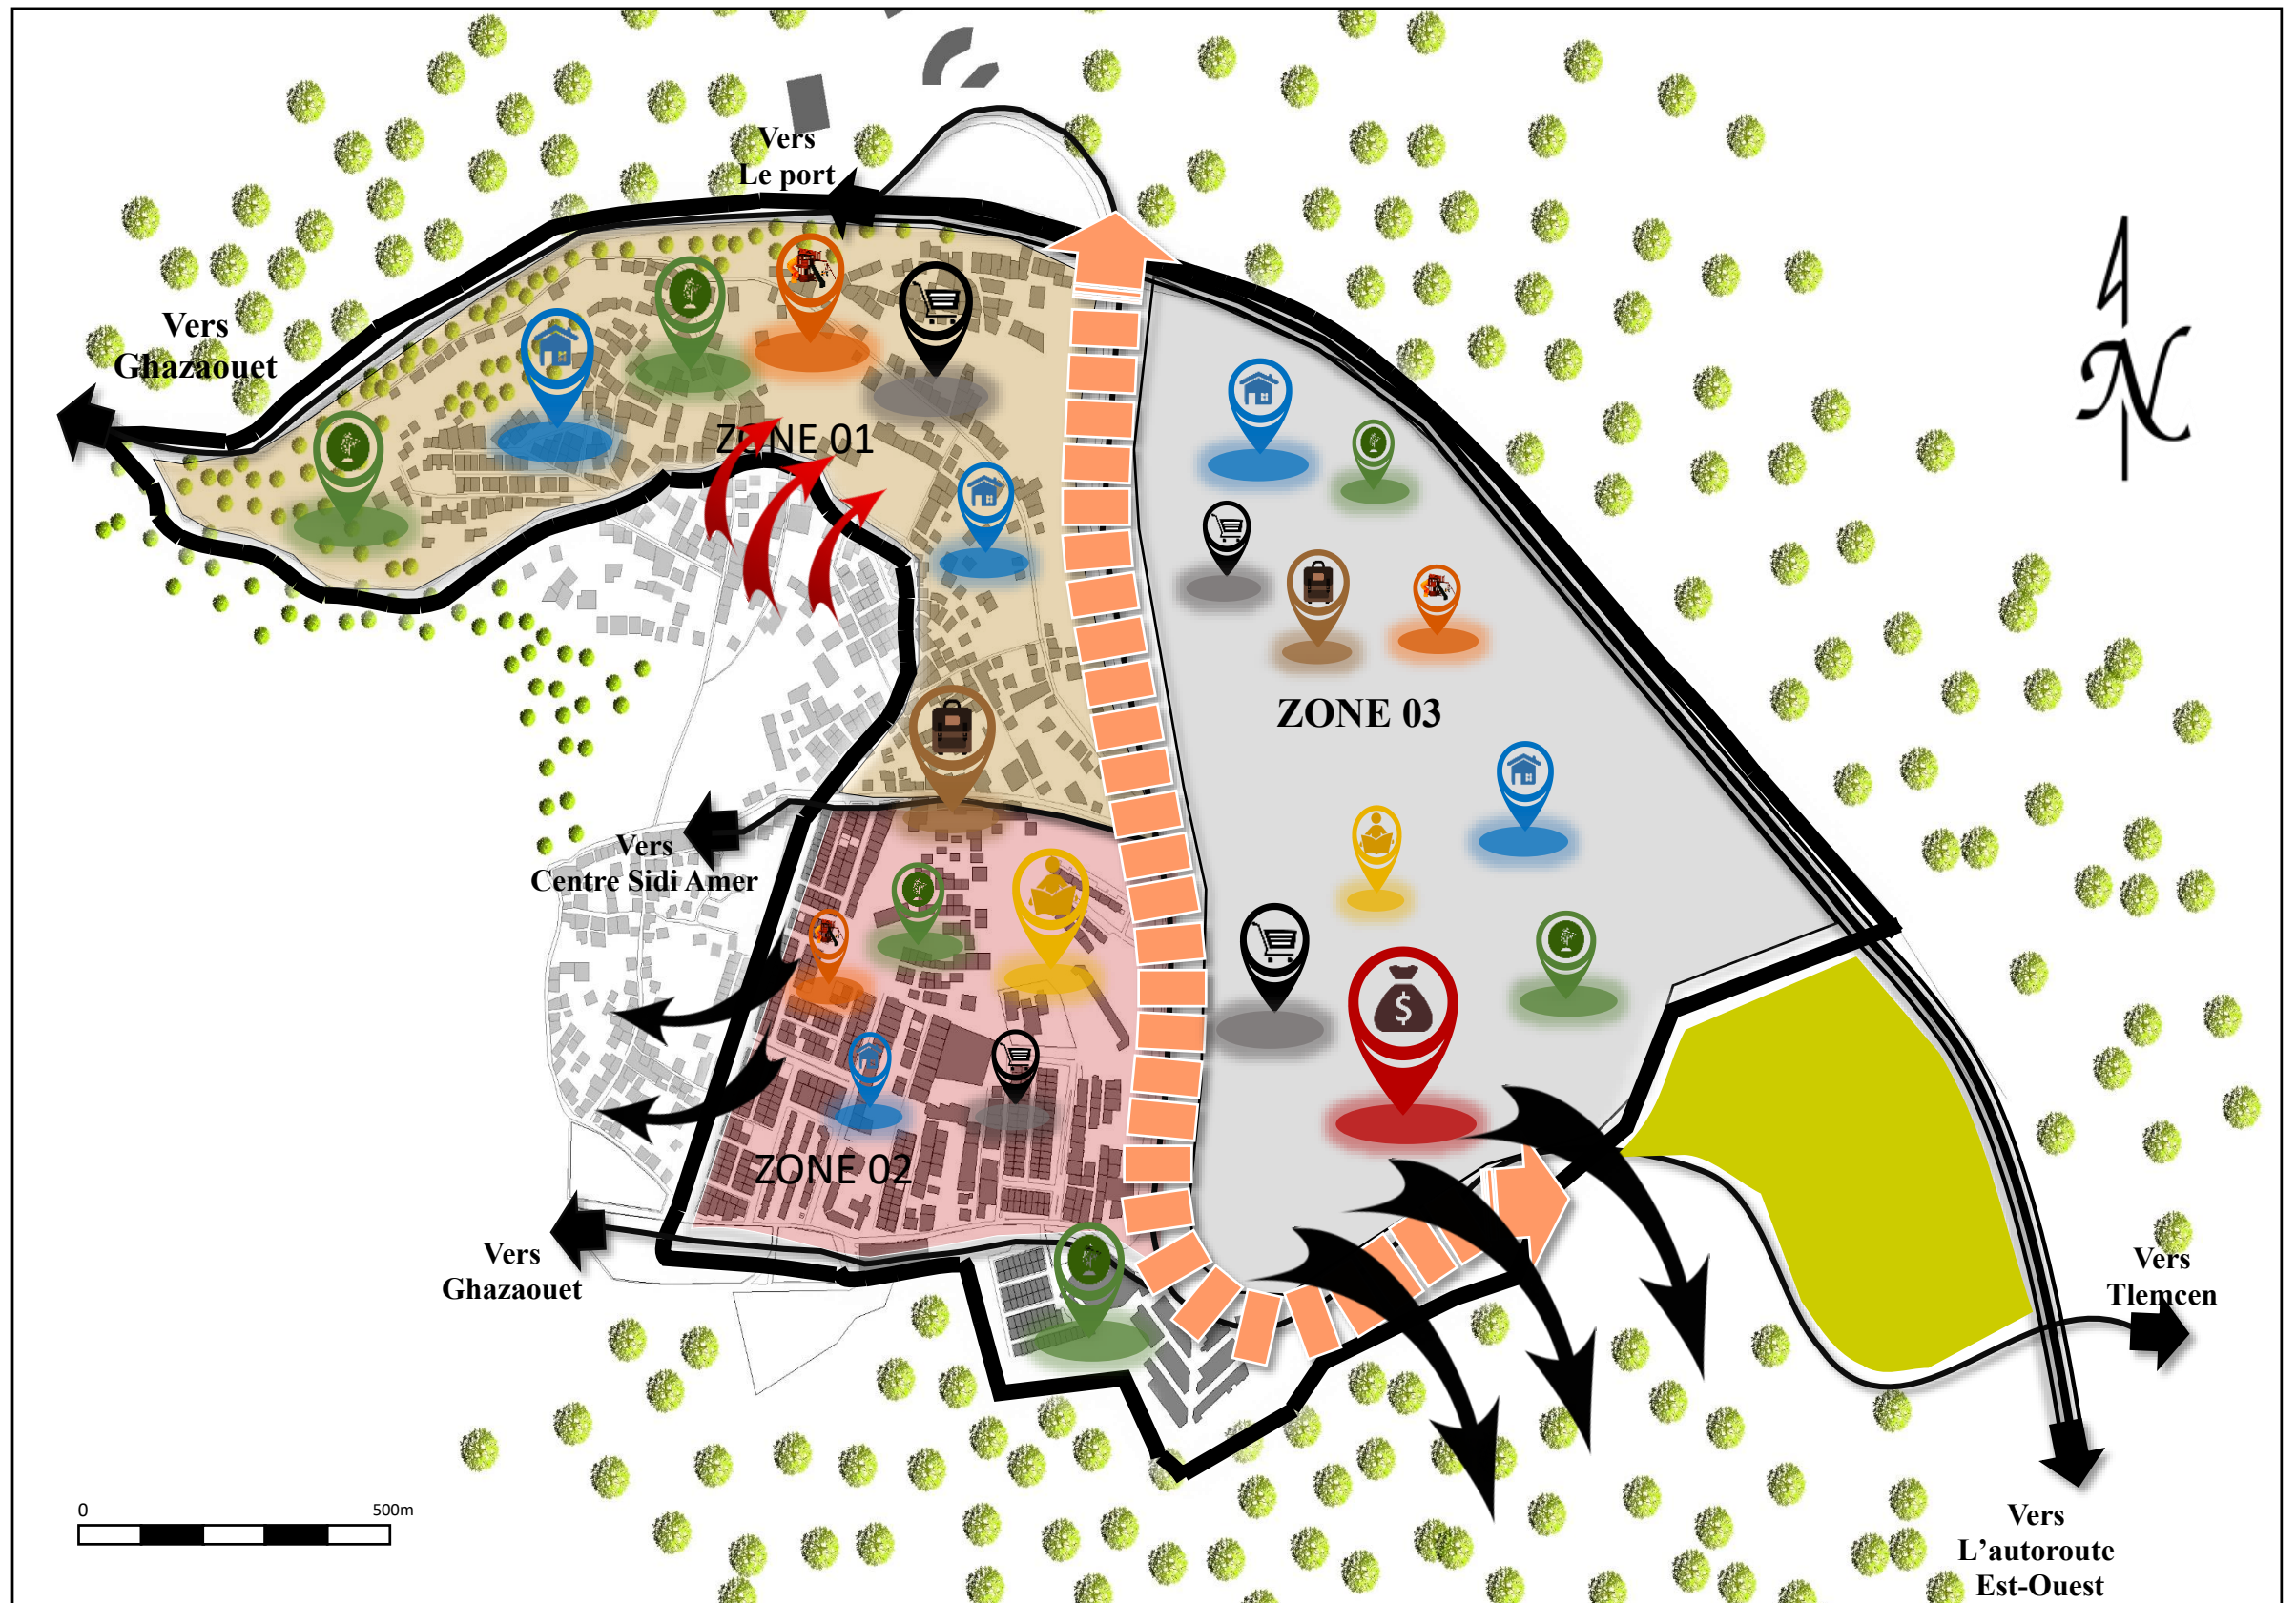 Vers
Le port
Vers
Ghazaouet
N
ZONE 01
ZONE 03
Vers
Centre Sidi Amer
$
ZONE 02
Vers
Ghazaouet
Vers
Tlemcen
0 500m
Vers
L'autoroute
Est-Ouest